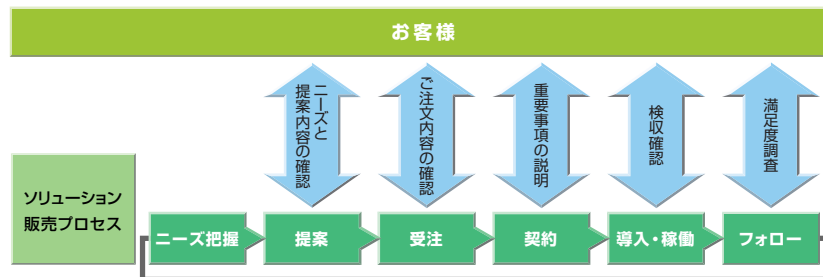 お客様
ニーズと
提案内容の確認
ご注文内容の確認
重要事項の説明
検収確認
満足度調査
ソリューション
販売プロセス
ニーズ把握
提案
受注
契約
導入・稼働
フォロー